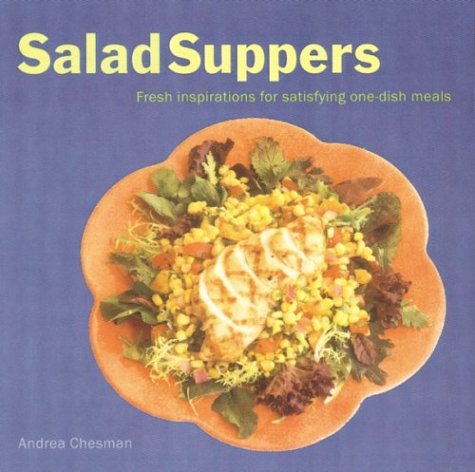 Salad Suppers
Fresh inspirations for satisfying one-dish meals
Andrea Chesman